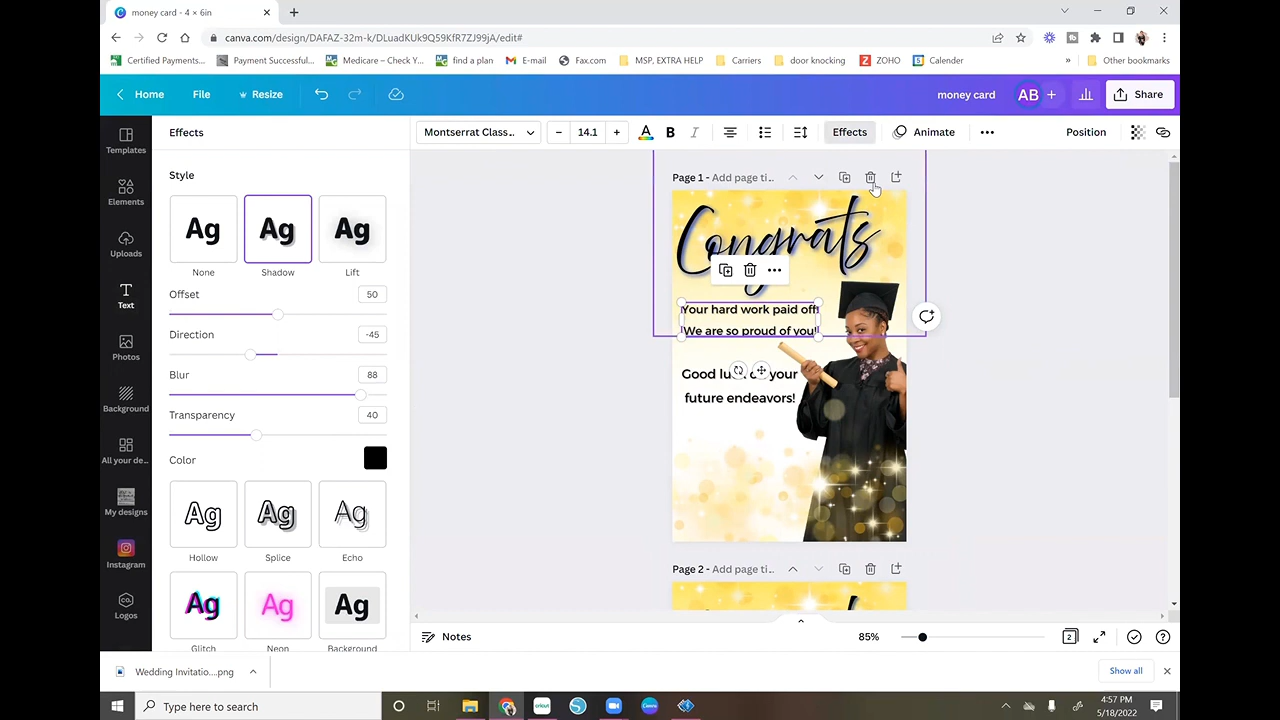 money card - 4 × 6in
canva.com/design/DAFAZ-32m-k/DLuadKUk9Q59KfR7ZJ99jA/edit#
Certified Payments...
Payment Successful...
Medicare – Check Y...
find a plan
E-mail
Fax.com
MSP, EXTRA HELP
Carriers
door knocking
ZOHO
Calender
»
Other bookmarks
Home
File
Resize
money card
AB
Share
Templates
Elements
Uploads
Text
Photos
Background
All your de...
My designs
Instagram
Logos
Effects
Style
Ag
Ag
Ag
None
Shadow
Lift
Offset
50
Direction
-45
Blur
88
Transparency
40
Color
Ag
Ag
Ag
Hollow
Splice
Echo
Ag
Ag
Ag
Glitch
Neon
Background
Montserrat Class...
14.1
A
B
I
Effects
Animate
Position
Page 1 - Add page ti...
Congrats
Your hard work paid off!
We are so proud of you!
Good luck on your
future endeavors!
Page 2 - Add page ti...
Notes
85%
2
Wedding Invitatio....png
Show all
Type here to search
cricut
4:57 PM
5/18/2022